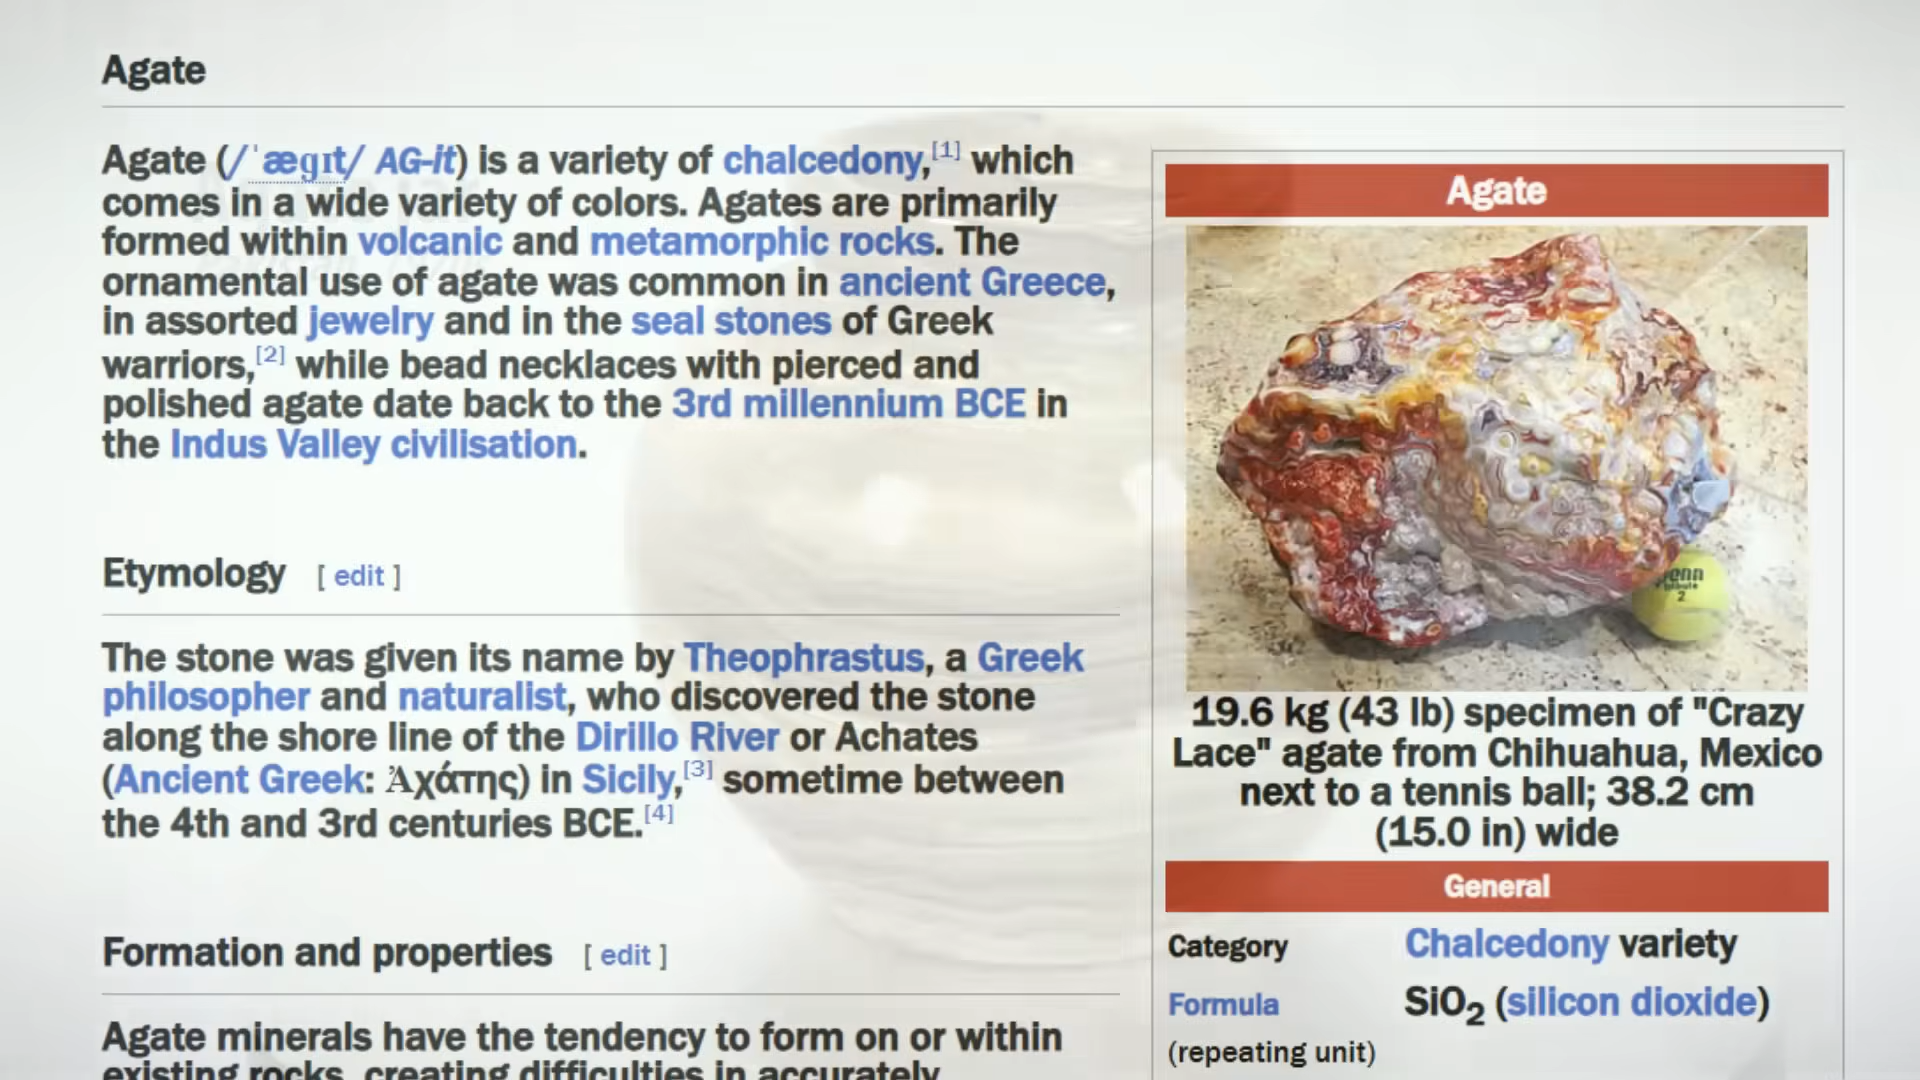 Agate
Agate (/ˈæɡɪt/ AG-it) is a variety of chalcedony,[1] which
comes in a wide variety of colors. Agates are primarily
formed within volcanic and metamorphic rocks. The
ornamental use of agate was common in ancient Greece,
in assorted jewelry and in the seal stones of Greek
warriors,[2] while bead necklaces with pierced and
polished agate date back to the 3rd millennium BCE in
the Indus Valley civilisation.
Etymology [ edit ]
The stone was given its name by Theophrastus, a Greek
philosopher and naturalist, who discovered the stone
along the shore line of the Dirillo River or Achates
(Ancient Greek: Ἀχάτης) in Sicily,[3] sometime between
the 4th and 3rd centuries BCE.[4]
Formation and properties [ edit ]
Agate minerals have the tendency to form on or within
existing rocks, creating difficulties in accurately
Agate
Penn
2
19.6 kg (43 lb) specimen of "Crazy
Lace" agate from Chihuahua, Mexico
next to a tennis ball; 38.2 cm
(15.0 in) wide
General
Category Chalcedony variety
Formula SiO2 (silicon dioxide)
(repeating unit)